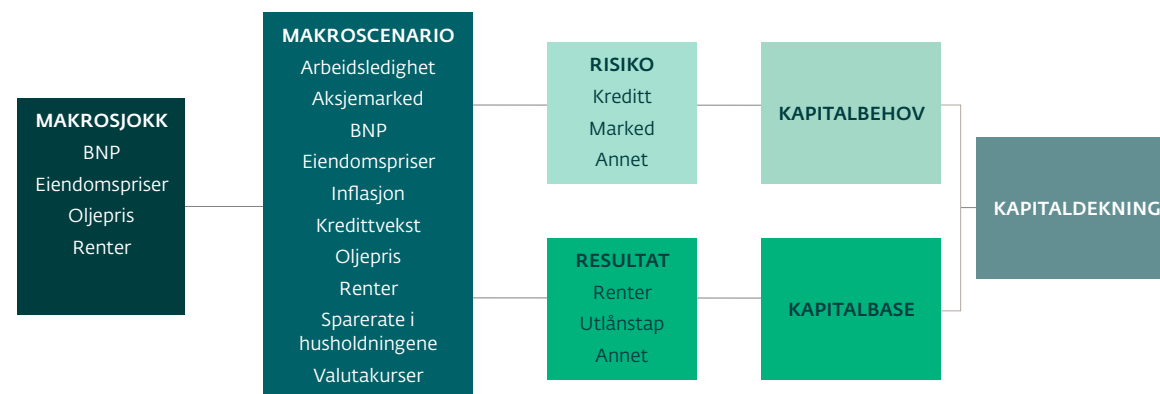 MAKROSJOKK
BNP
Eiendomspriser
Oljepris
Renter
MAKROSCENARIO
Arbeidsledighet
Aksjemarked
BNP
Eiendomspriser
Inflasjon
Kredittvekst
Oljepris
Renter
Sparerate i
husholdningene
Valutakurser
RISIKO
Kreditt
Marked
Annet
KAPITALBEHOV
RESULTAT
Renter
Utlånstap
Annet
KAPITALBASE
KAPITALDEKNING